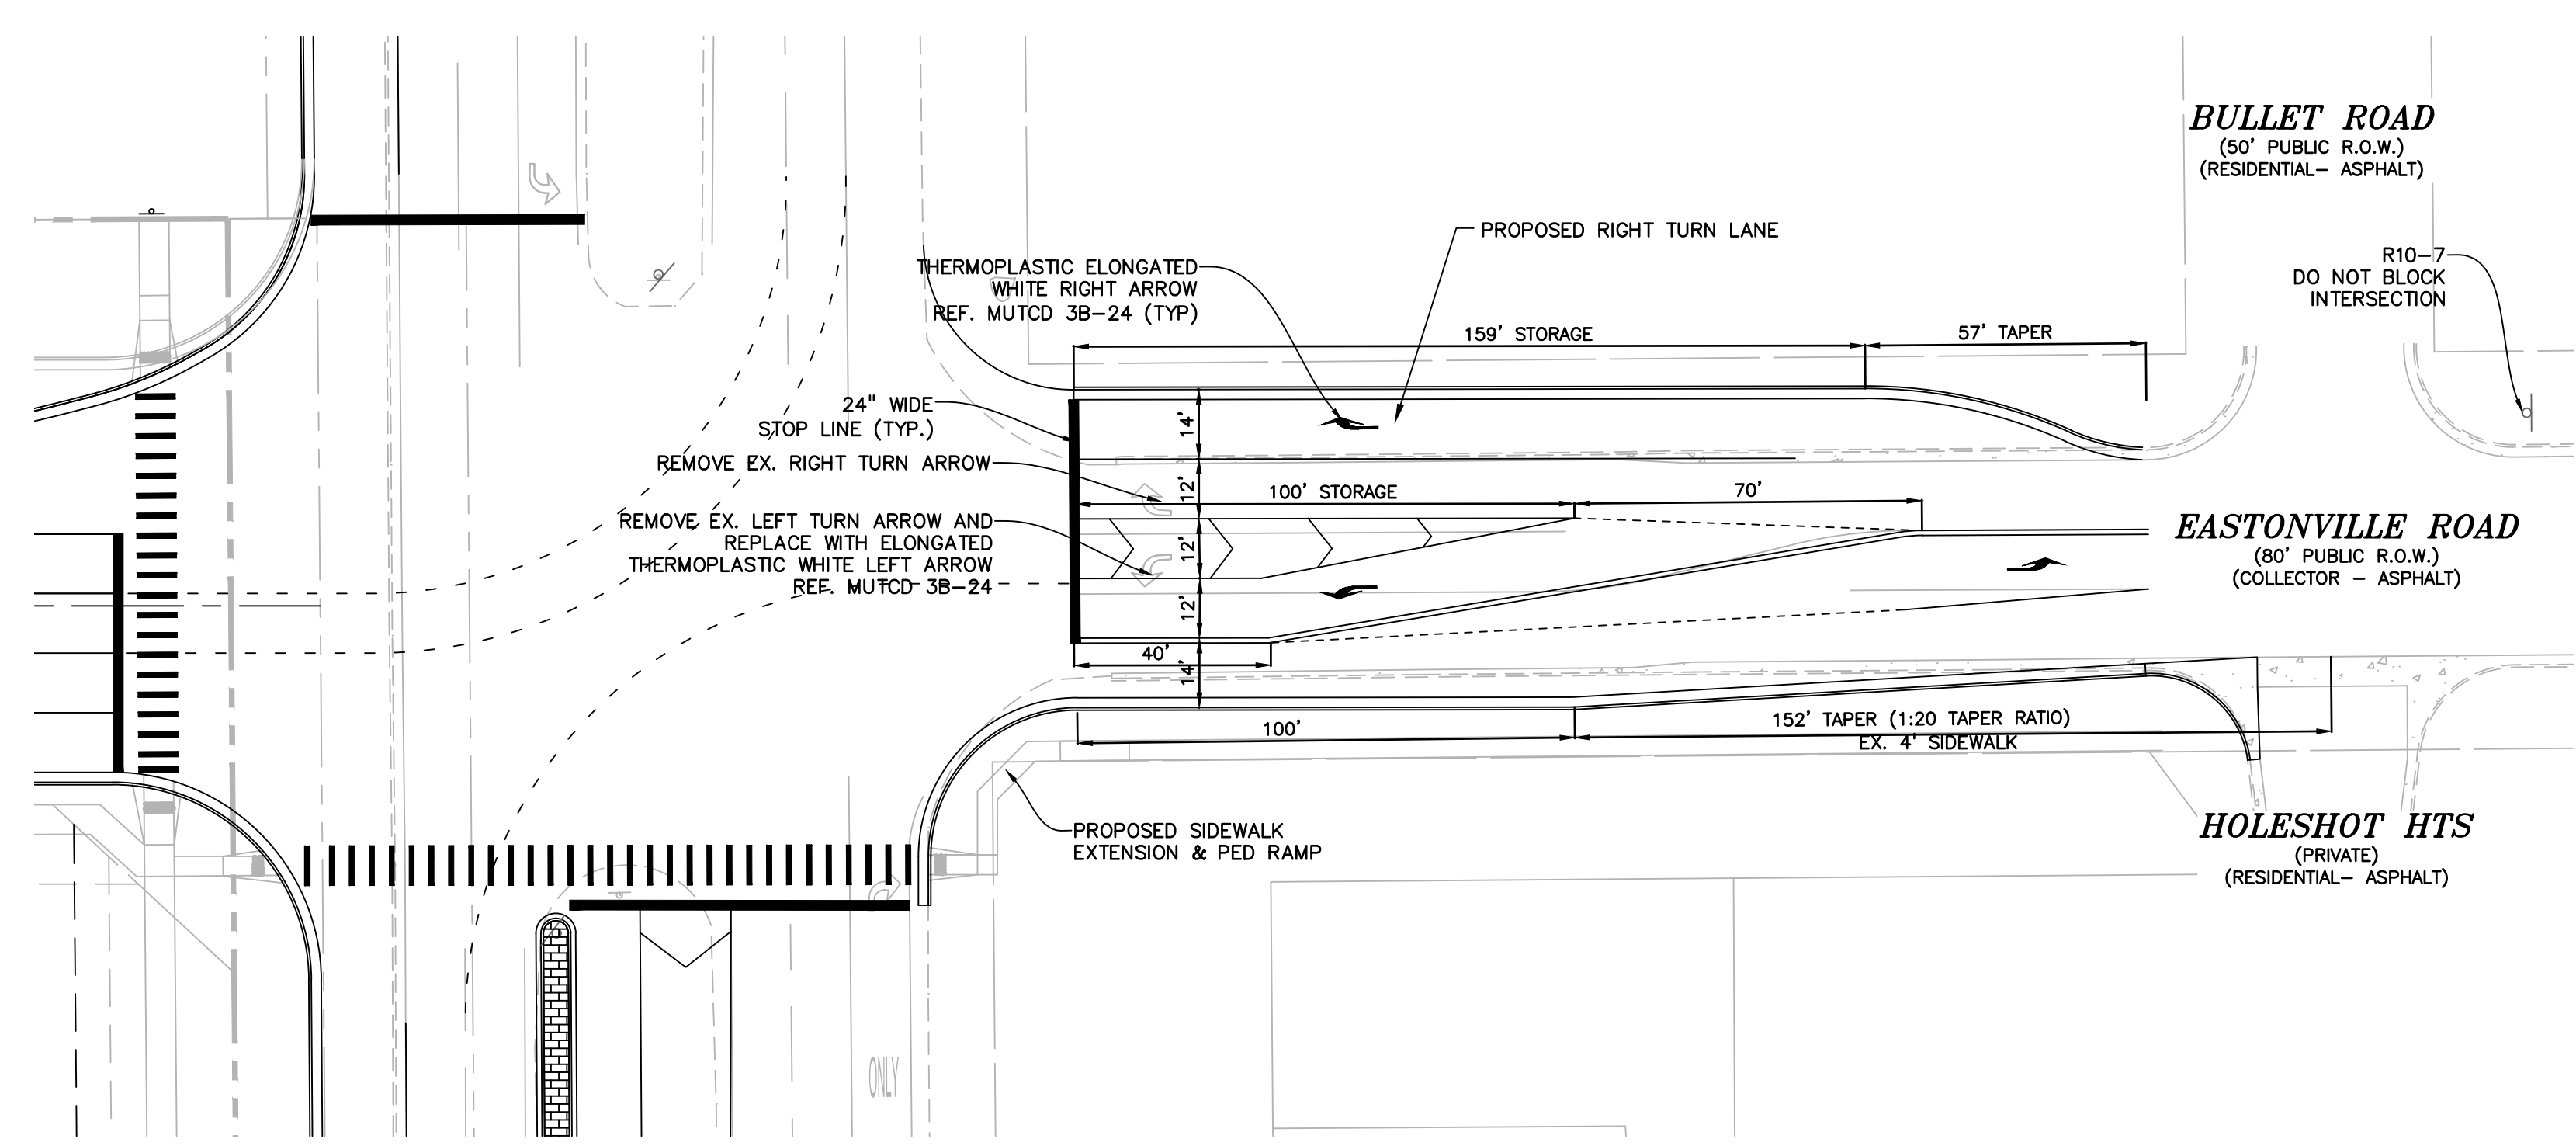 BULLET ROAD
(50' PUBLIC R.O.W.)
(RESIDENTIAL– ASPHALT)
PROPOSED RIGHT TURN LANE
R10–7
DO NOT BLOCK
INTERSECTION
THERMOPLASTIC ELONGATED
WHITE RIGHT ARROW
REF. MUTCD 3B–24 (TYP)
159' STORAGE
57' TAPER
24" WIDE
STOP LINE (TYP.)
14'
REMOVE EX. RIGHT TURN ARROW
12'
100' STORAGE
70'
REMOVE EX. LEFT TURN ARROW AND
REPLACE WITH ELONGATED
THERMOPLASTIC WHITE LEFT ARROW
REF. MUTCD 3B–24
12'
EASTONVILLE ROAD
(80' PUBLIC R.O.W.)
(COLLECTOR – ASPHALT)
12'
40'
14'
100'
152' TAPER (1:20 TAPER RATIO)
EX. 4' SIDEWALK
PROPOSED SIDEWALK
EXTENSION & PED RAMP
HOLESHOT HTS
(PRIVATE)
(RESIDENTIAL– ASPHALT)
ONLY